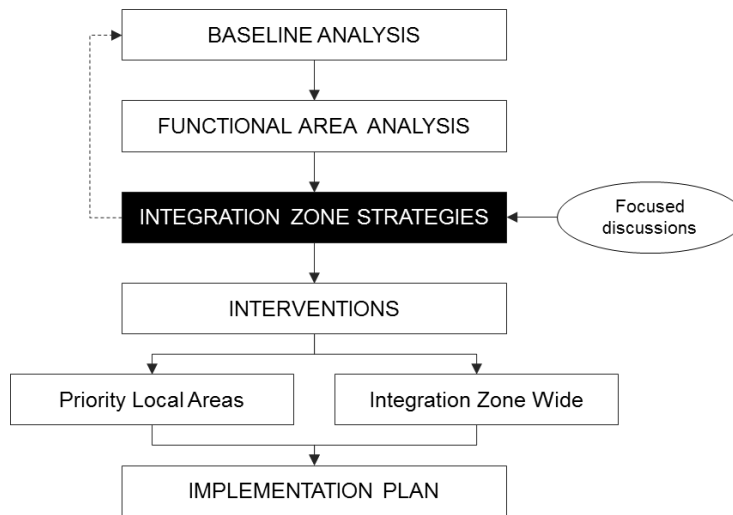 BASELINE ANALYSIS
FUNCTIONAL AREA ANALYSIS
INTEGRATION ZONE STRATEGIES
Focused
discussions
INTERVENTIONS
Priority Local Areas
Integration Zone Wide
IMPLEMENTATION PLAN